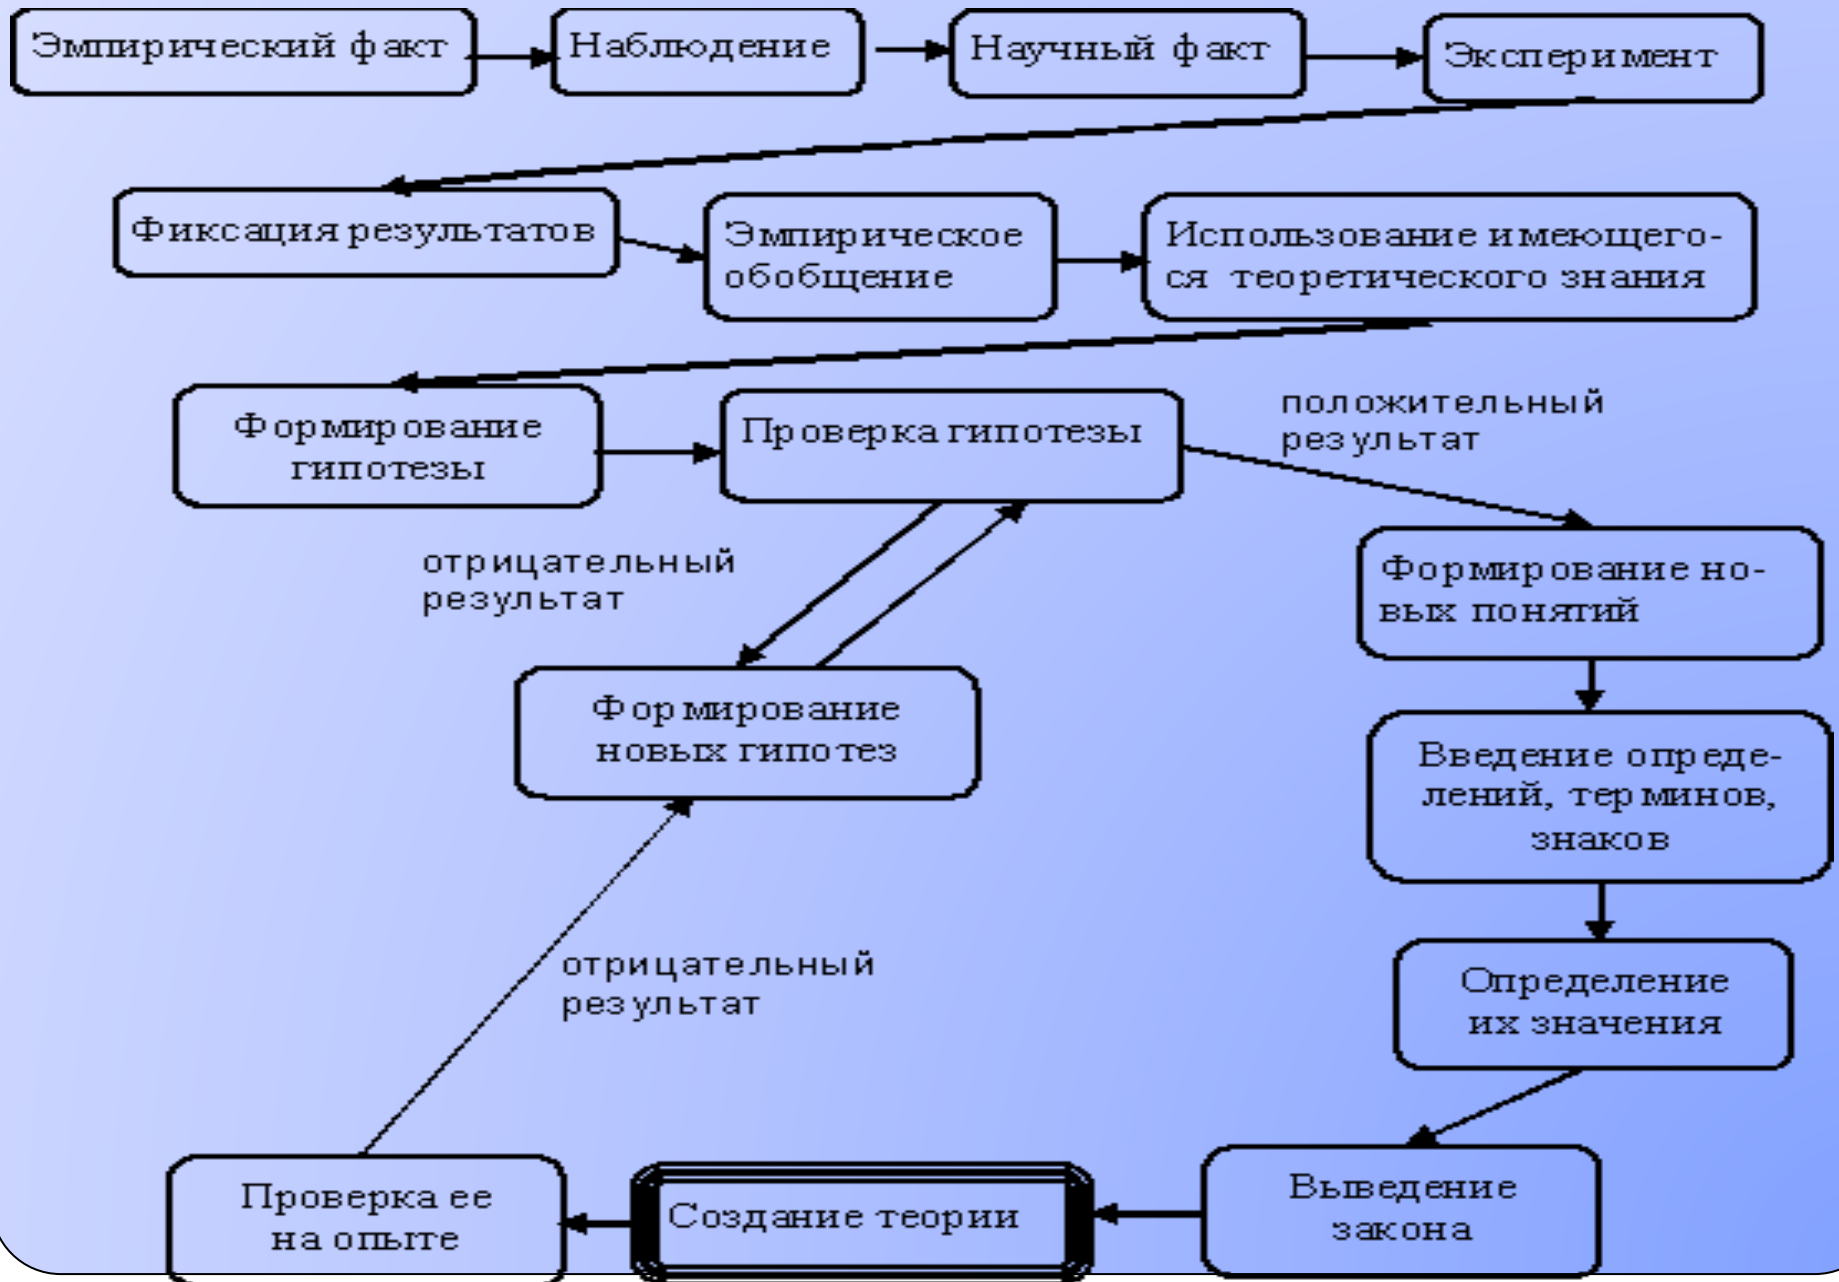 Эмпирический факт
Наблюдение
Научный факт
Эксперимент
Фиксация результатов
Эмпирическое
обобщение
Использование имеющего-
ся теоретического знания
Формирование
гипотезы
Проверка гипотезы
положительный
результат
отрицательный
результат
Формирование но-
вых понятий
Формирование
новых гипотез
Введение опреде-
лений, терминов,
знаков
отрицательный
результат
Определение
их значения
Выведение
закона
Создание теории
Проверка ее
на опыте